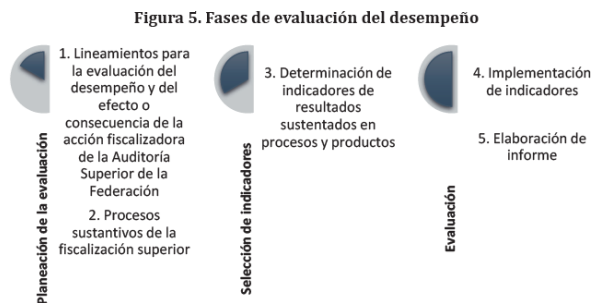 Figura 5. Fases de evaluación del desempeño
Planeación de la evaluación
1. Lineamientos para
la evaluación del
desempeño y del
efecto o
consecuencia de la
acción fiscalizadora
de la Auditoría
Superior de la
Federación
2. Procesos
sustantivos de la
fiscalización superior
Selección de indicadores
3. Determinación de
indicadores de
resultados
sustentados en
procesos y productos
Evaluación
4. Implementación
de indicadores
5. Elaboración de
informe